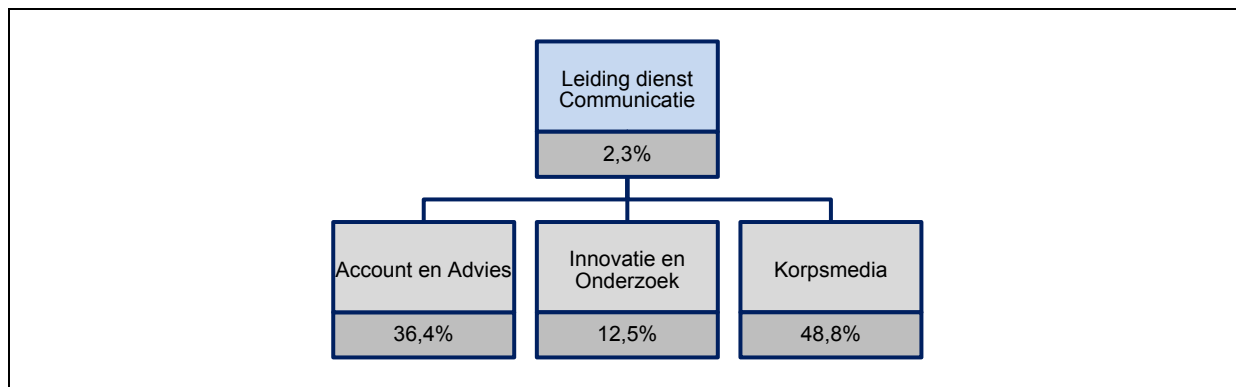 Leiding dienst
Communicatie
2,3%
Account en Advies
36,4%
Innovatie en
Onderzoek
12,5%
Korpsmedia
48,8%